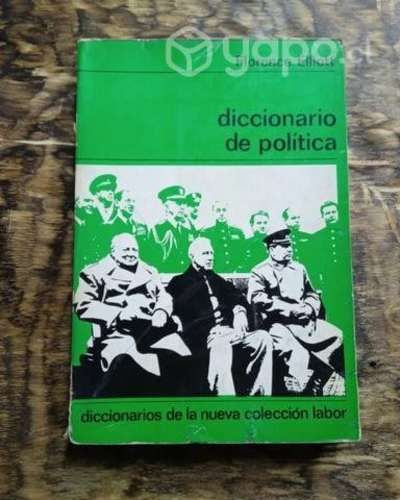 yapo.cl
Florence Elliott
diccionario
de política
diccionarios de la nueva colección labor